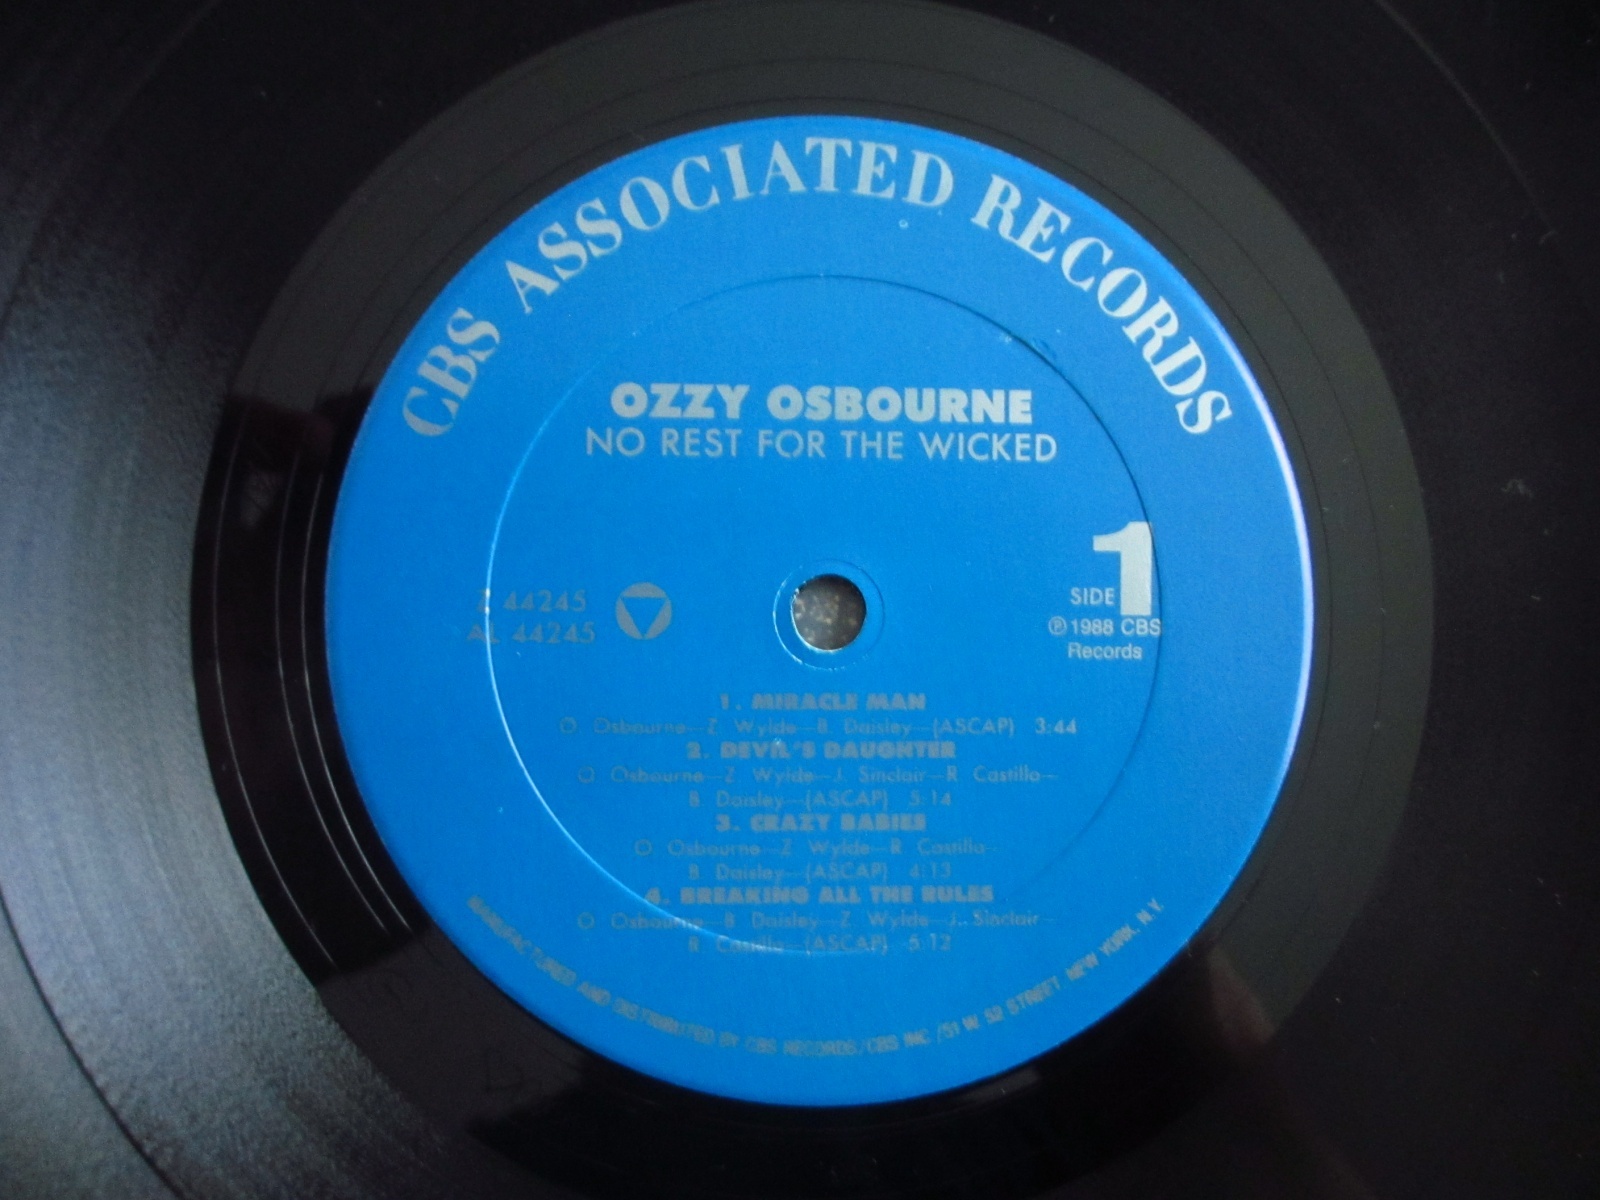 CBS ASSOCIATED RECORDS
OZZY OSBOURNE
NO REST FOR THE WICKED
SIDE 1
℗ 1988 CBS
Records
Z 44245
AL 44245
1. MIRACLE MAN
O Osbourne—Z Wylde—B. Daisley—(ASCAP) 3:44
2. DEVIL'S DAUGHTER
O Osbourne—Z. Wylde—J. Sinclair—R Castillo—
B. Daisley—(ASCAP) 5:14
3. CRAZY BABIES
O Osbourne—Z Wylde—R Castillo—
B. Daisley—(ASCAP) 4:13
4. BREAKING ALL THE RULES
O Osbourne—B Daisley—Z. Wylde—J. Sinclair—
R. Castillo—(ASCAP) 5:12
MANUFACTURED AND DISTRIBUTED BY CBS RECORDS/CBS INC. /51 W. 52 STREET, NEW YORK, N.Y.